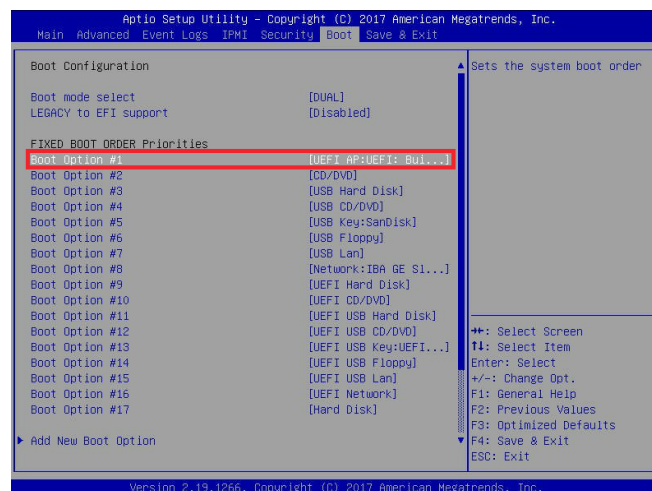 Aptio Setup Utility – Copyright (C) 2017 American Megatrends, Inc.
Main Advanced Event Logs IPMI Security Boot Save & Exit
Boot Configuration
Sets the system boot order
Boot mode select [DUAL]
LEGACY to EFI support [Disabled]
FIXED BOOT ORDER Priorities
Boot Option #1 [UEFI AP:UEFI: Bui...]
Boot Option #2 [CD/DVD]
Boot Option #3 [USB Hard Disk]
Boot Option #4 [USB CD/DVD]
Boot Option #5 [USB Key:SanDisk]
Boot Option #6 [USB Floppy]
Boot Option #7 [USB Lan]
Boot Option #8 [Network:IBA GE Sl...]
Boot Option #9 [UEFI Hard Disk]
Boot Option #10 [UEFI CD/DVD]
Boot Option #11 [UEFI USB Hard Disk]
Boot Option #12 [UEFI USB CD/DVD]
Boot Option #13 [UEFI USB Key:UEFI...]
Boot Option #14 [UEFI USB Floppy]
Boot Option #15 [UEFI USB Lan]
Boot Option #16 [UEFI Network]
Boot Option #17 [Hard Disk]
Add New Boot Option
→←: Select Screen
↑↓: Select Item
Enter: Select
+/-: Change Opt.
F1: General Help
F2: Previous Values
F3: Optimized Defaults
F4: Save & Exit
ESC: Exit
Version 2.19.1266. Copyright (C) 2017 American Megatrends, Inc.